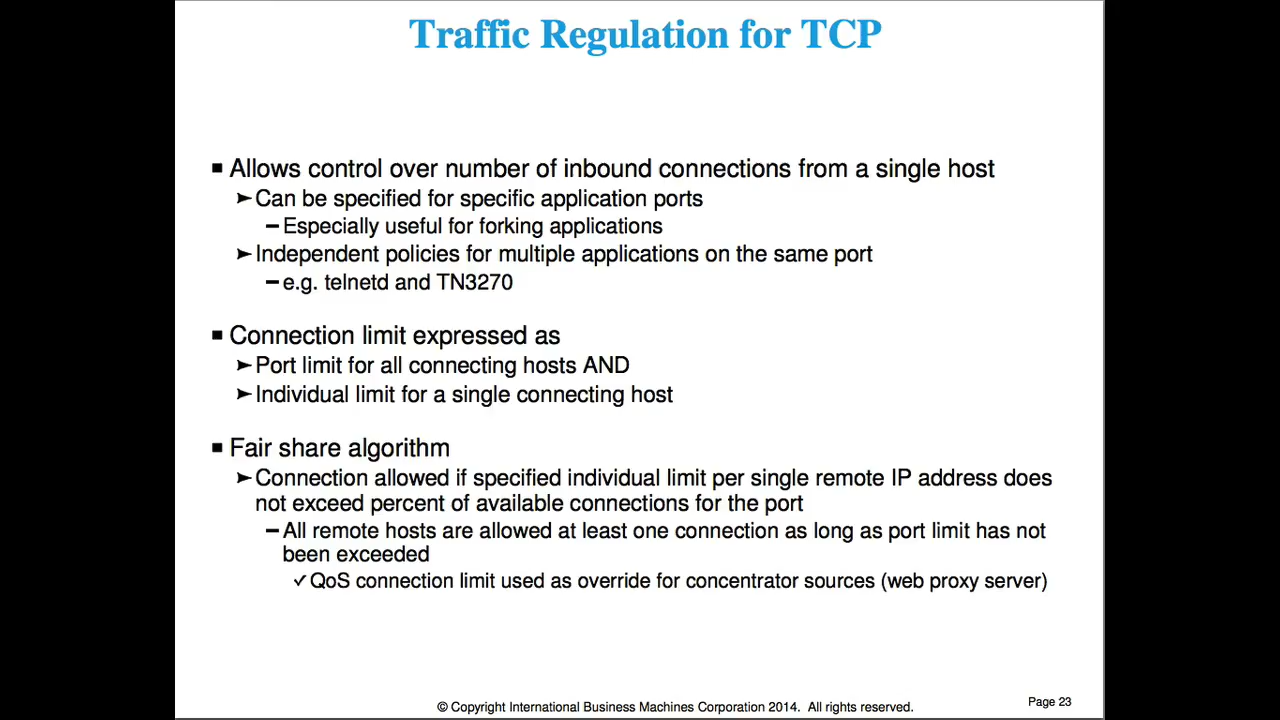 Traffic Regulation for TCP
■ Allows control over number of inbound connections from a single host
➤Can be specified for specific application ports
–Especially useful for forking applications
➤Independent policies for multiple applications on the same port
–e.g. telnetd and TN3270
■ Connection limit expressed as
➤Port limit for all connecting hosts AND
➤Individual limit for a single connecting host
■ Fair share algorithm
➤Connection allowed if specified individual limit per single remote IP address does
not exceed percent of available connections for the port
–All remote hosts are allowed at least one connection as long as port limit has not
been exceeded
✓QoS connection limit used as override for concentrator sources (web proxy server)
Page 23
© Copyright International Business Machines Corporation 2014. All rights reserved.